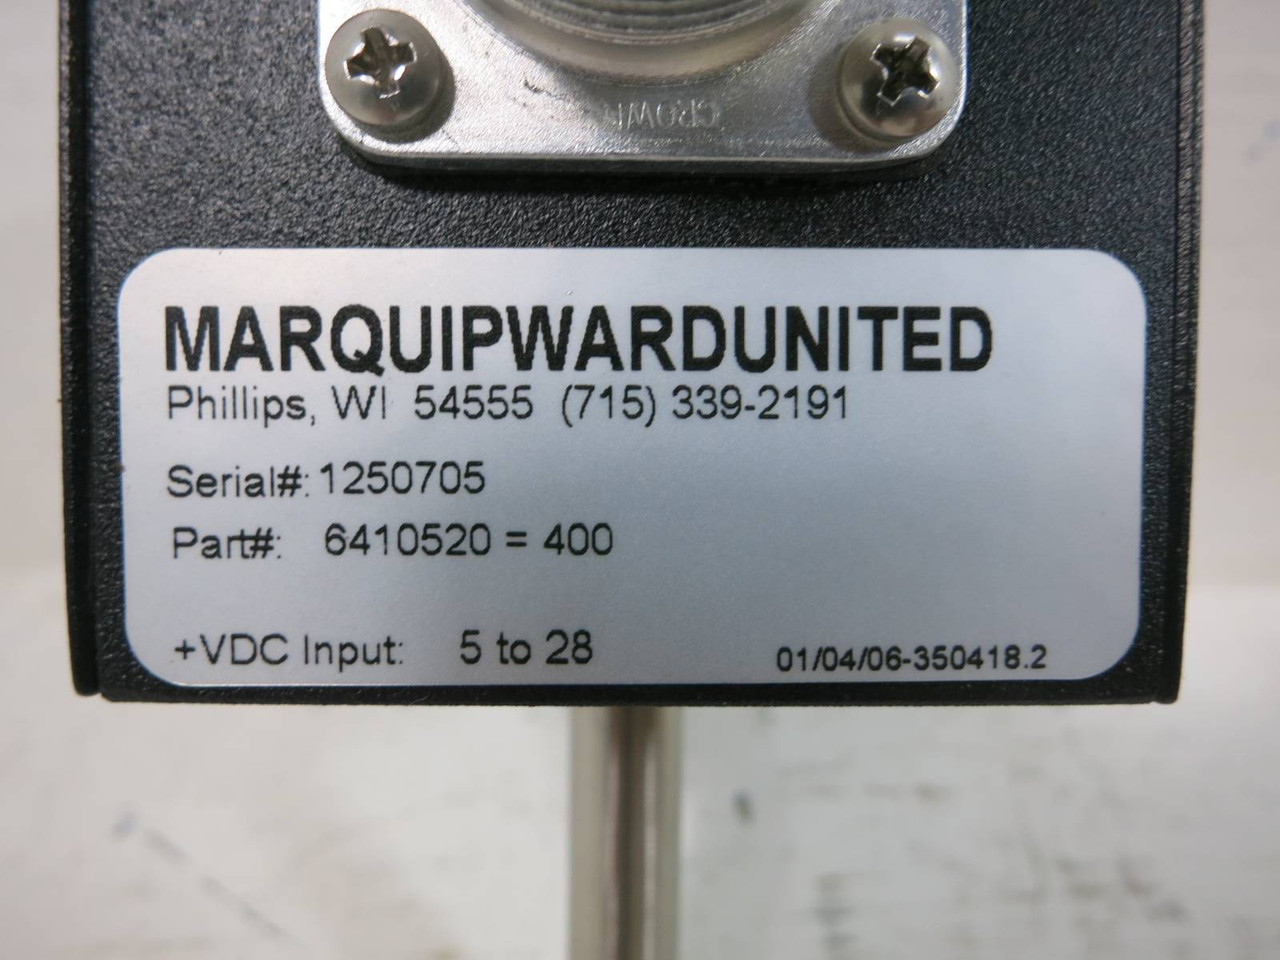 CROWN
MARQUIPWARDUNITED
Phillips, WI 54555 (715) 339-2191
Serial#: 1250705
Part#: 6410520 = 400
+VDC Input: 5 to 28
01/04/06-350418.2